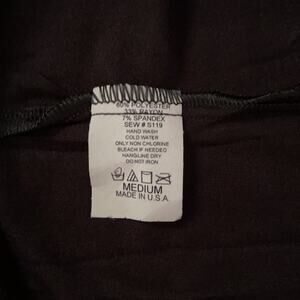 60% POLYESTER
33% RAYON
7% SPANDEX
SEW # S119
HAND WASH
COLD WATER
ONLY NON CHLORINE
BLEACH IF NEEDED
HANGLINE DRY
DO NOT IRON
MEDIUM
MADE IN U.S.A.